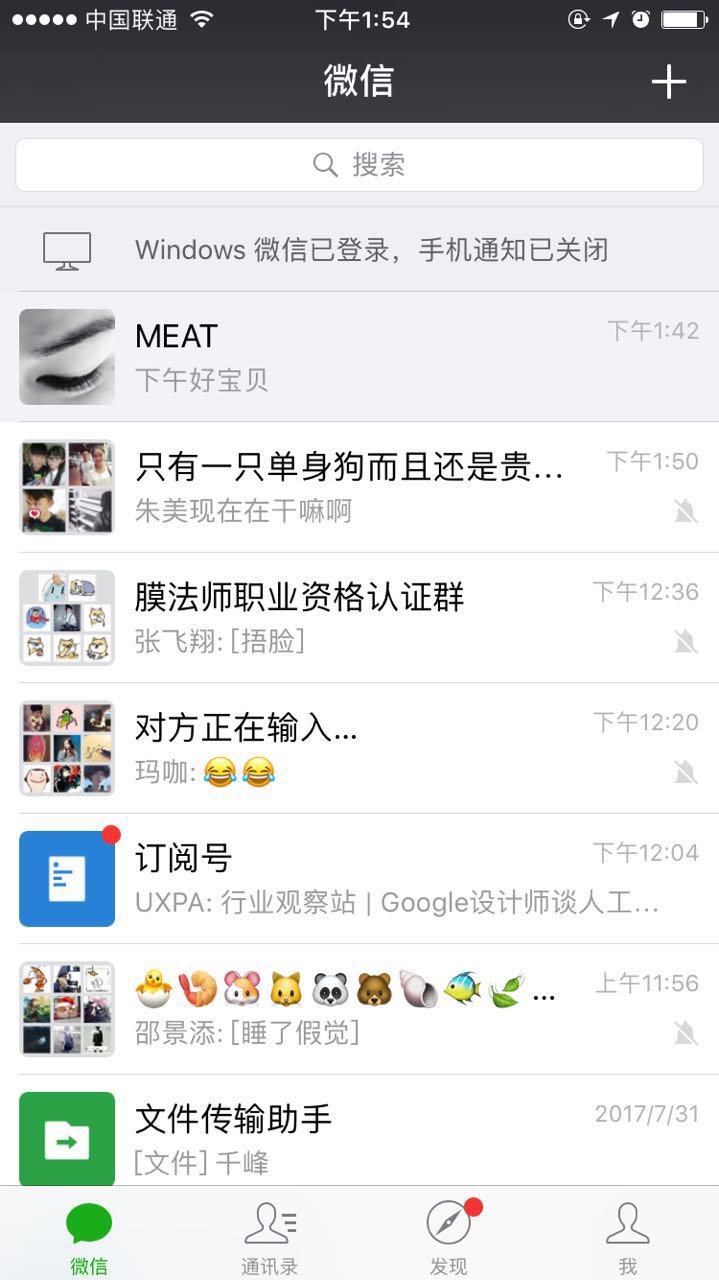 中国联通
下午1:54
微信
搜索
Windows 微信已登录，手机通知已关闭
MEAT
下午1:42
下午好宝贝
只有一只单身狗而且还是贵...
下午1:50
朱美现在在干嘛啊
膜法师职业资格认证群
下午12:36
张飞翔: [捂脸]
对方正在输入...
下午12:20
玛咖: 😂😂
订阅号
下午12:04
UXPA: 行业观察站 | Google设计师谈人工...
🐣🦐🐹🐱🐼🐻🐚🐠🍃...
上午11:56
邵景添: [睡了假觉]
文件传输助手
2017/7/31
[文件] 千峰
微信
通讯录
发现
我